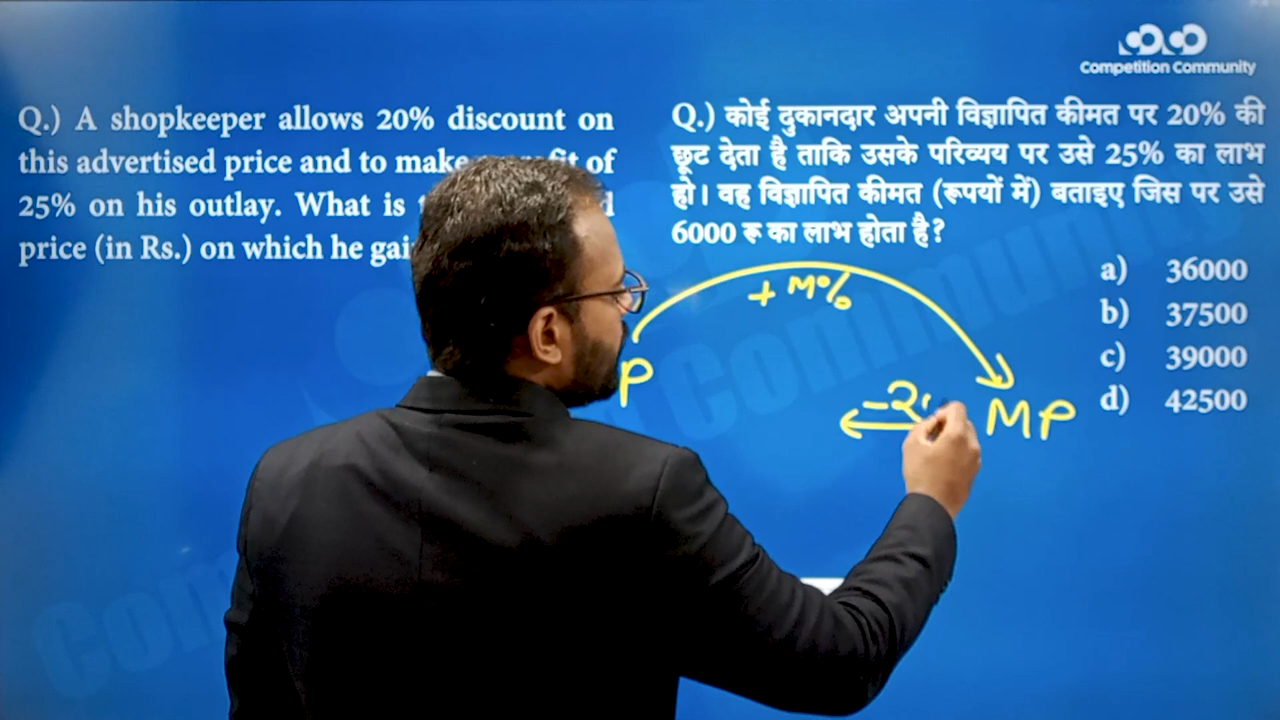 Competition Community
Q.) A shopkeeper allows 20% discount on
this advertised price and to make of
25% on his outlay. What is
price (in Rs.) on which he
Q.) कोई दुकानदार अपनी विज्ञापित कीमत पर 20% की
छूट देता है ताकि उसके परिव्यय पर उसे 25% का लाभ
हो। वह विज्ञापित कीमत (रूपयों में) बताइए जिस पर उसे
6000 रू का लाभ होता है?
a) 36000
b) 37500
c) 39000
d) 42500
+ M%
P
-2
MP